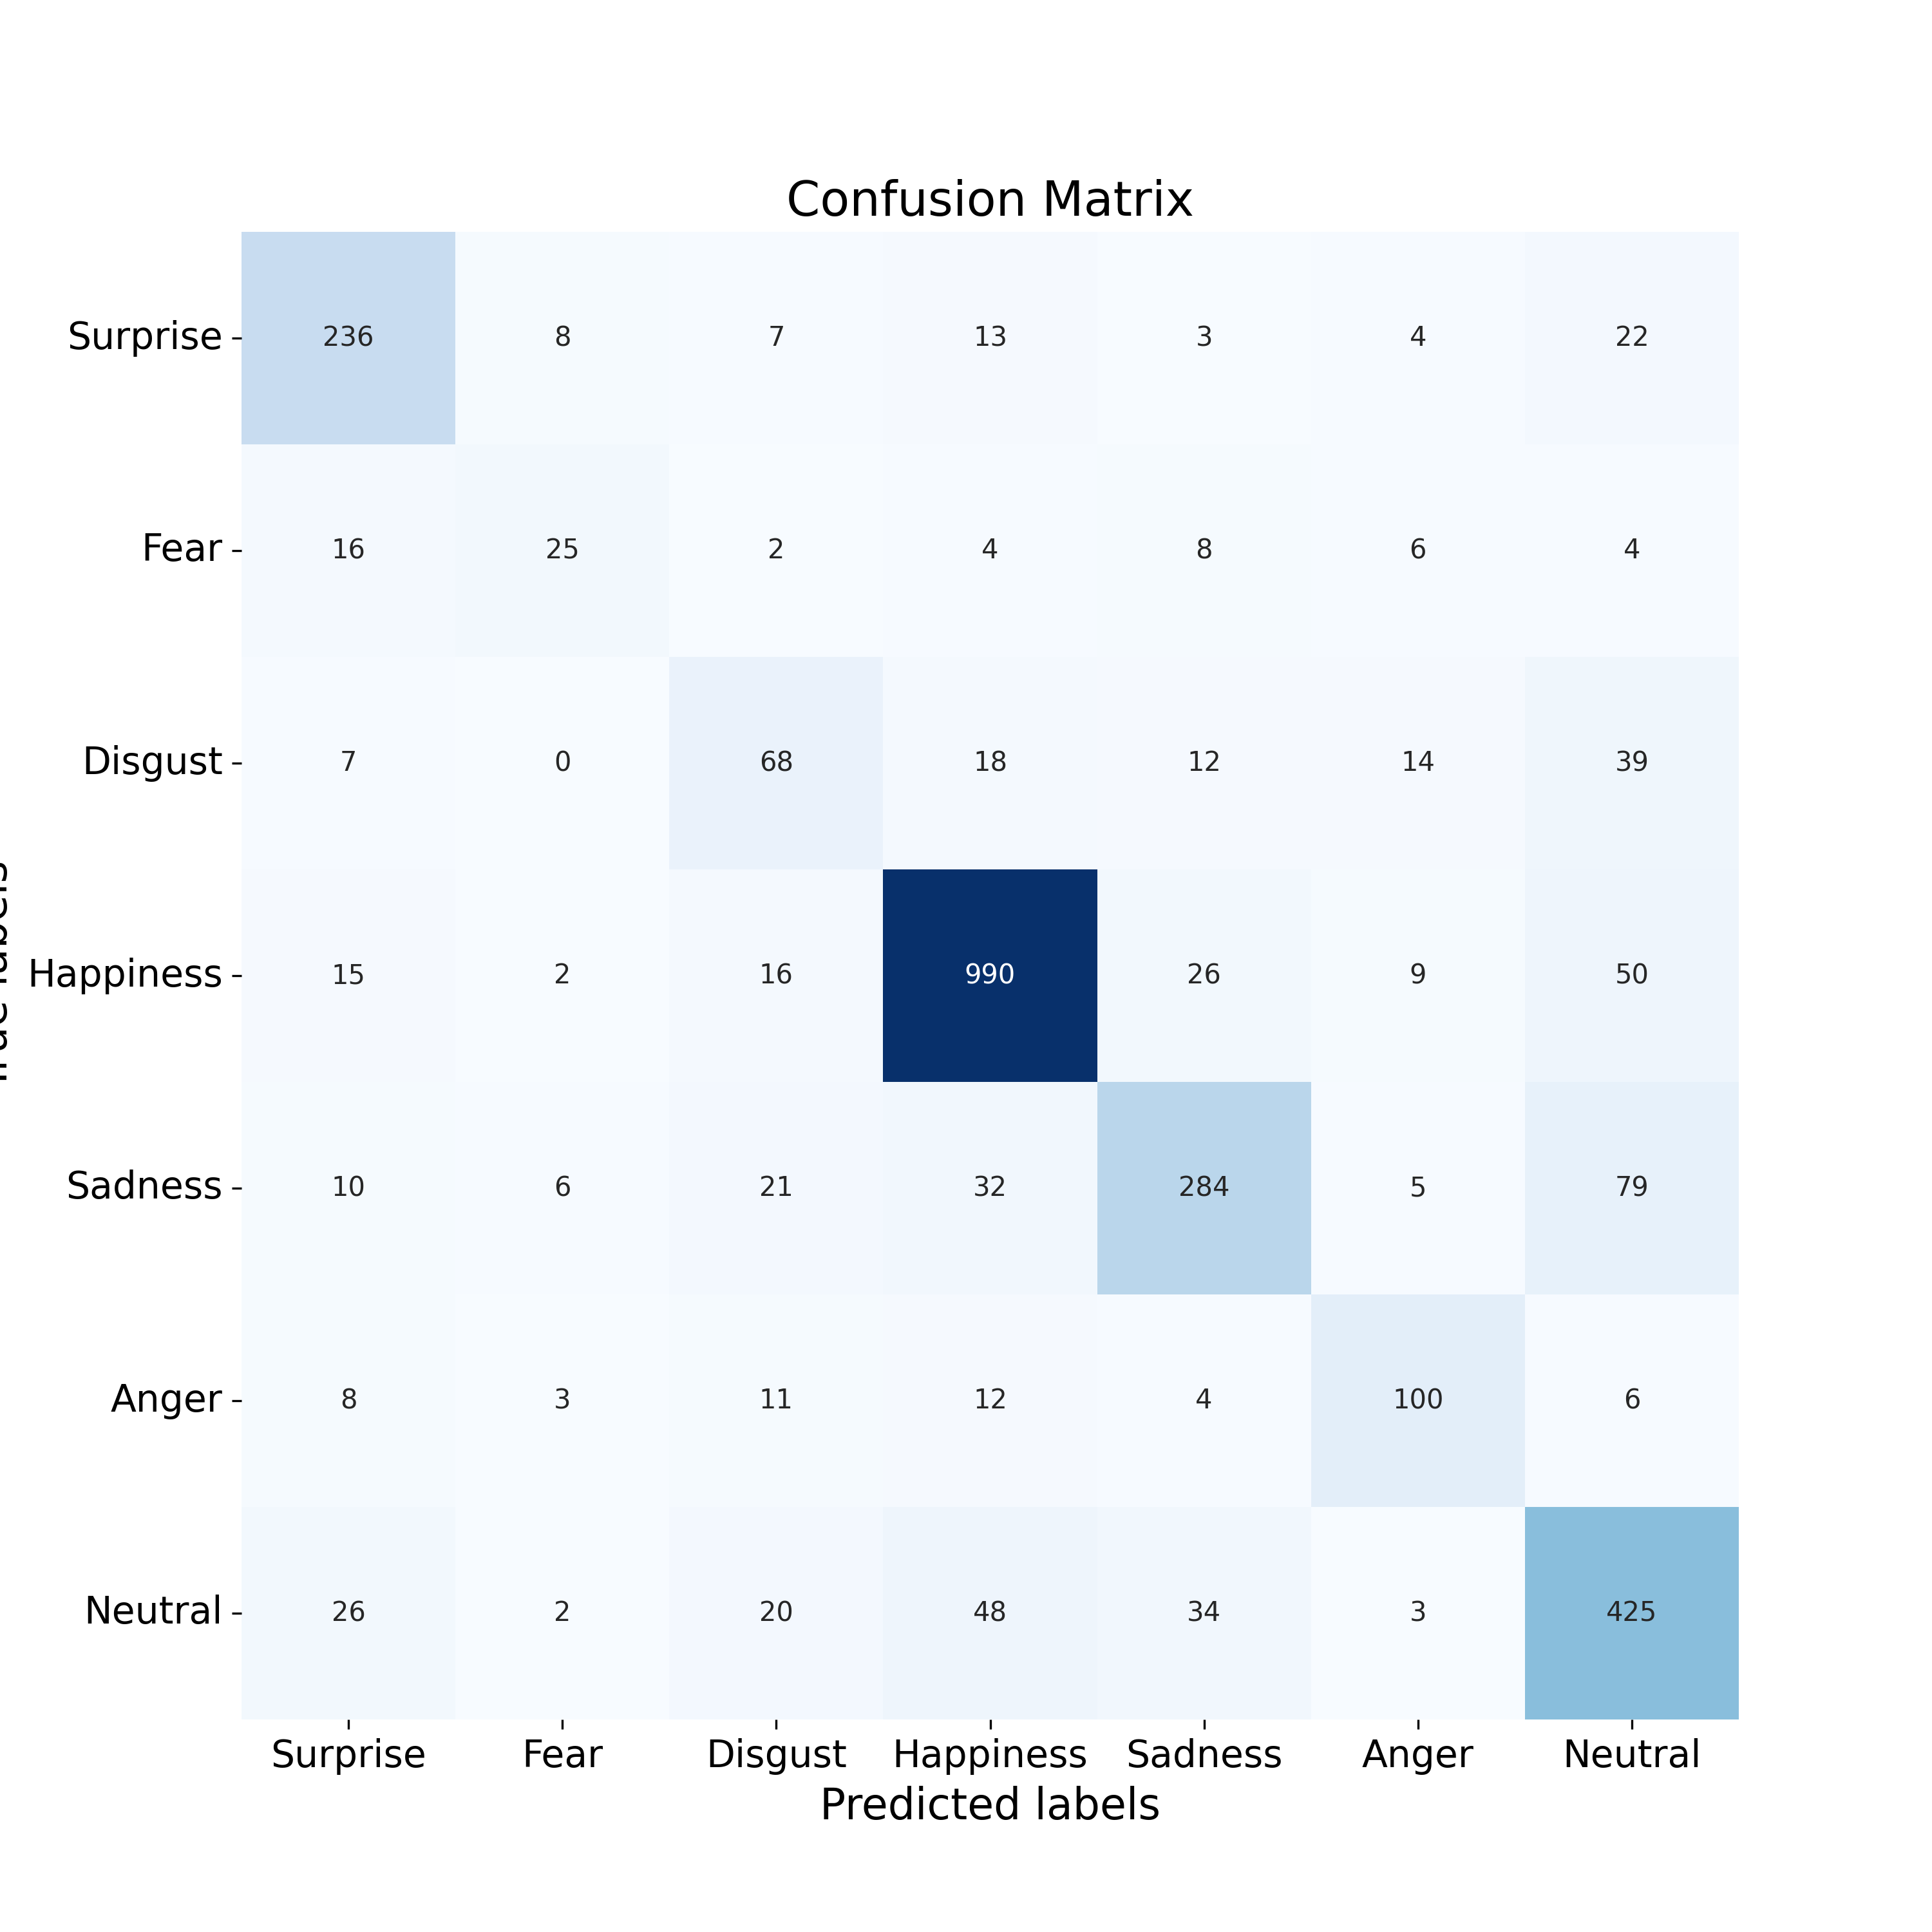 Confusion Matrix
Surprise 236 8 7 13 3 4 22
Fear 16 25 2 4 8 6 4
Disgust 7 0 68 18 12 14 39
Happiness 15 2 16 990 26 9 50
Sadness 10 6 21 32 284 5 79
Anger 8 3 11 12 4 100 6
Neutral 26 2 20 48 34 3 425
Surprise Fear Disgust Happiness Sadness Anger Neutral
Predicted labels